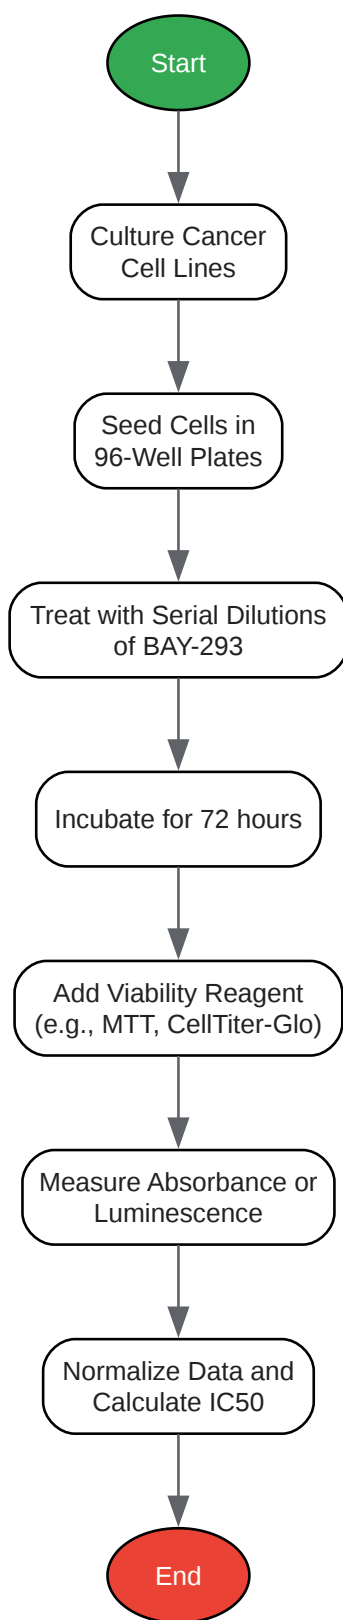 Start
Culture Cancer
Cell Lines
Seed Cells in
96-Well Plates
Treat with Serial Dilutions
of BAY-293
Incubate for 72 hours
Add Viability Reagent
(e.g., MTT, CellTiter-Glo)
Measure Absorbance or
Luminescence
Normalize Data and
Calculate IC50
End